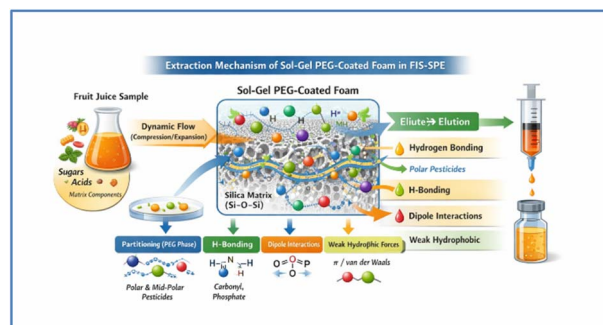 Extraction Mechanism of Sol-Gel PEG-Coated Foam in FIS-SPE
Sol-Gel PEG-Coated Foam
Fruit Juice Sample
Dynamic Flow
(Compression/Expansion)
Sugars
Acids
Matrix Components
H
H
H
Silica Matrix
(Si-O-Si)
Elution
Hydrogen Bonding
Polar Pesticides
H-Bonding
Dipole Interactions
Weak Hydrophobic
Partitioning (PEG Phase)
Polar & Mid-Polar
Pesticides
H-Bonding
H N H
H H
Carbonyl,
Phosphate
Dipole Interactions
O O P
O
Forces
π / van der Waals